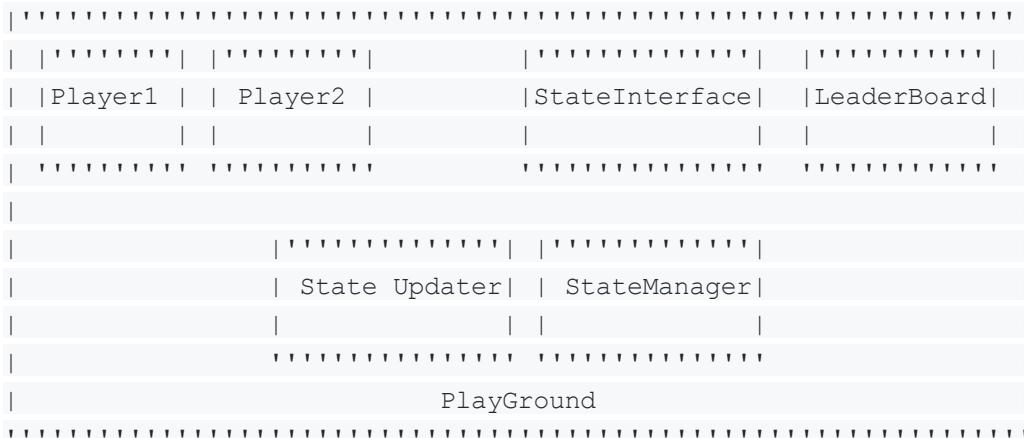 |'''''''''''''''''''''''''''''''''''''''''''''''''''''''''''''''
| |''''''''| |'''''''''|          |''''''''''''''|  |'''''''''''|
| |Player1 | | Player2 |          |StateInterface|  |LeaderBoard|
| |        | |         |          |              |  |           |
| '''''''''' '''''''''''          ''''''''''''''''  '''''''''''''
|
|                |''''''''''''''| |'''''''''''''|
|                | State Updater| | StateManager|
|                |              | |             |
|                '''''''''''''''' '''''''''''''''
|                           PlayGround
'''''''''''''''''''''''''''''''''''''''''''''''''''''''''''''''''